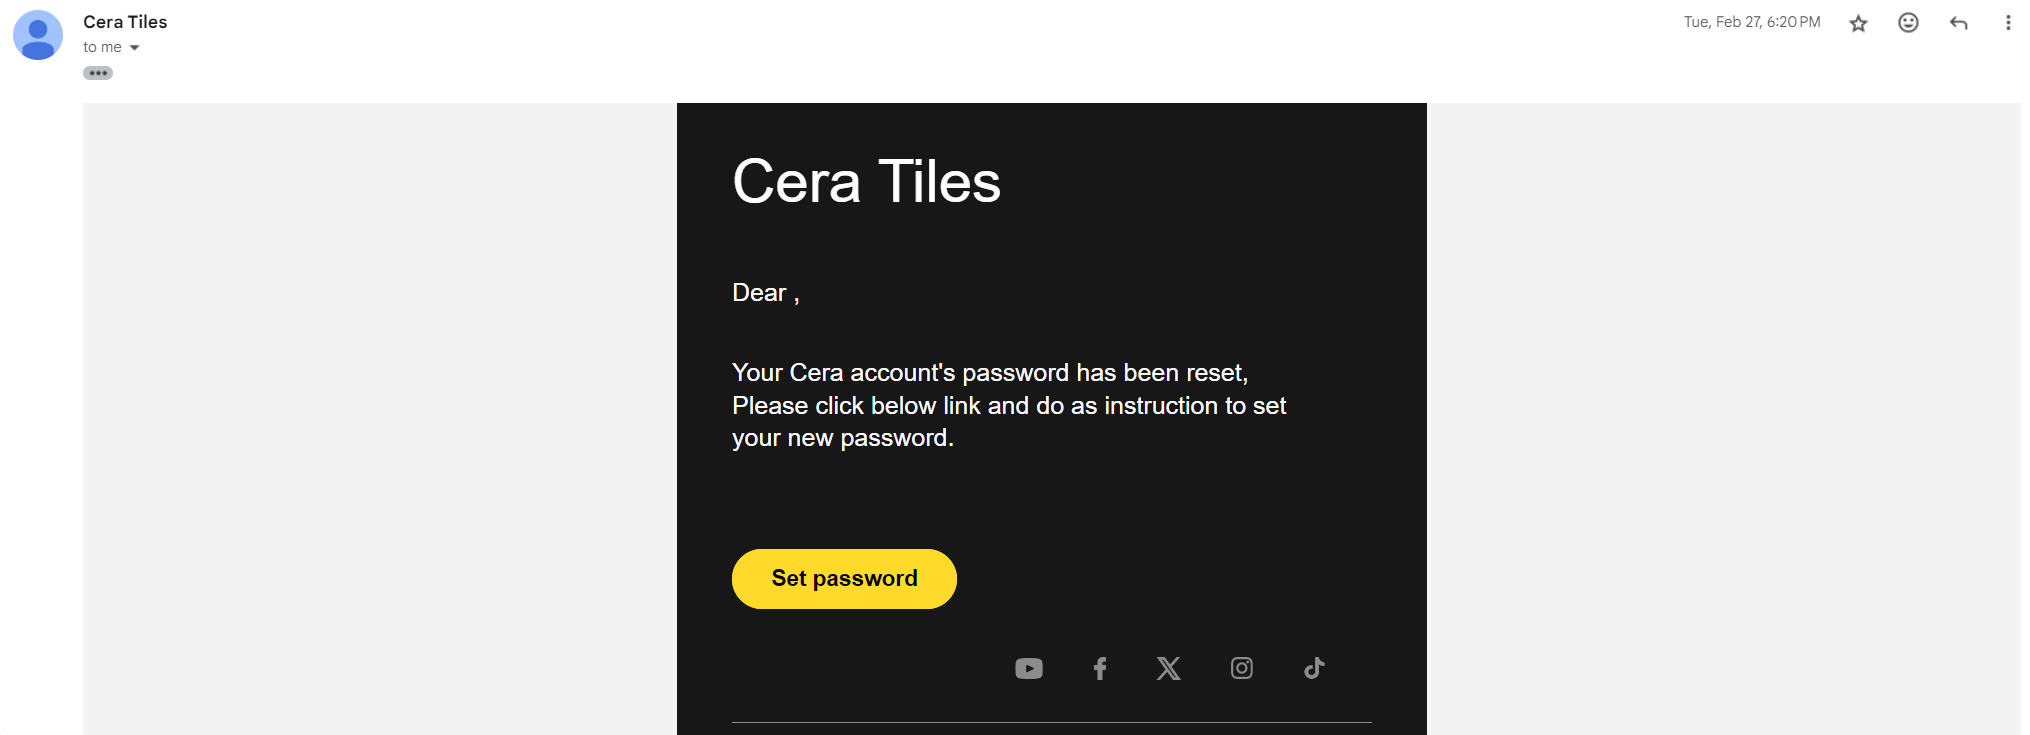 Cera Tiles
Tue, Feb 27, 6:20 PM
to me
Cera Tiles
Dear ,
Your Cera account's password has been reset,
Please click below link and do as instruction to set
your new password.
Set password